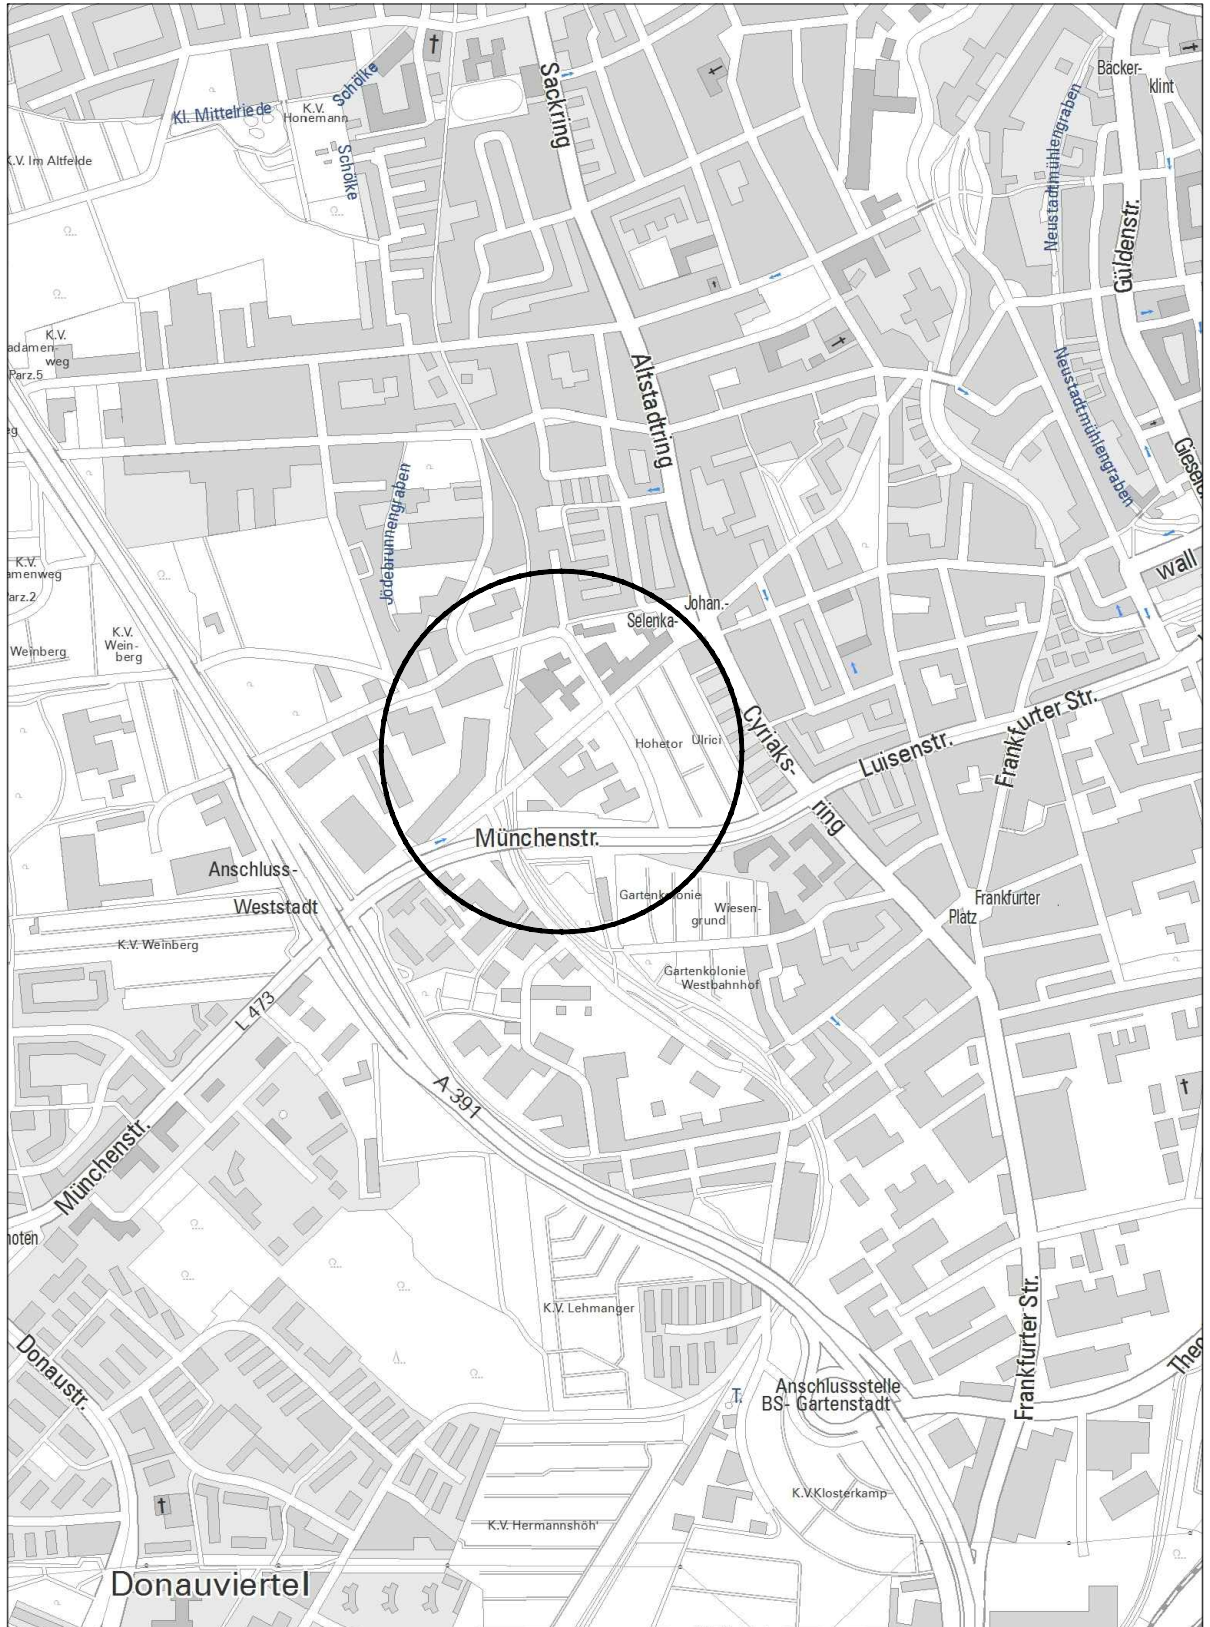 Bäcker-
klint
Schölke
Sackring
Kl. Mittelriede
K.V.
Honemann
Neustadtmühlengraben
K.V. Im Altfelde
Schölke
Güldenstr.
K.V.
adamen-
weg
Parz.5
Altstadtring
Neustadtmühlengraben
eg
Jödebrunnengraben
K.V.
amenweg
arz.2
wall
K.V.
Wein-
berg
Weinberg
Johan.-
Selenka-
Hohetor
Ulrici
Cyriaks-
ring
Luisenstr.
Frankfurter Str.
Münchenstr.
Anschluss-
Weststadt
Gartenkolonie
Wiesen-
grund
Frankfurter
Platz
K.V. Weinberg
Gartenkolonie
Westbahnhof
L 473
A 391
Münchenstr.
noten
K.V. Lehmanger
Frankfurter Str.
Donaustr.
Theo
T.
Anschlussstelle
BS- Gartenstadt
K.V.Klosterkamp
K.V. Hermannshöh'
Donauviertel